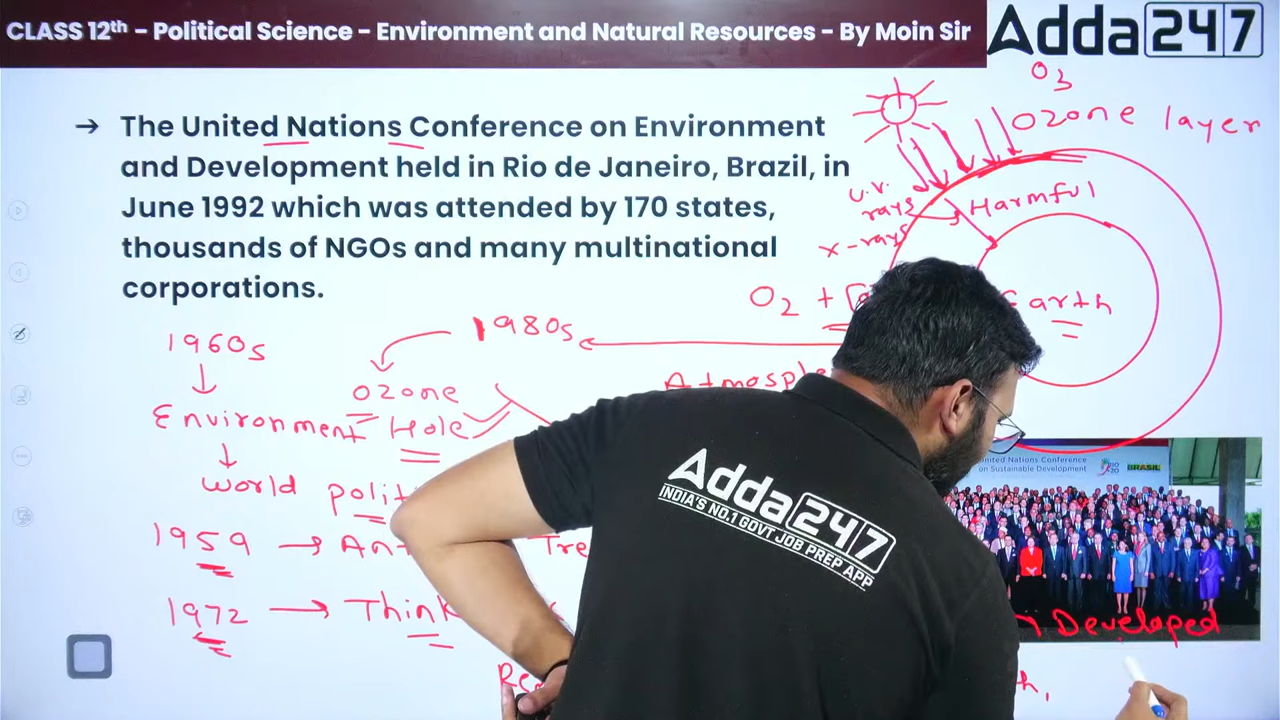 CLASS 12th - Political Science - Environment and Natural Resources - By Moin Sir
Adda247
→ The United Nations Conference on Environment
and Development held in Rio de Janeiro, Brazil, in
June 1992 which was attended by 170 states,
thousands of NGOs and many multinational
corporations.
O3
Ozone layer
U.V.
rays
x-rays
Harmful
O2 +
Earth
1960s
1980s
Ozone
Hole
Environment
world polit
1959 →
1972 → Think
Developed
United Nations Conference
on Sustainable Development
RIO
+20
BRASIL
Adda247
INDIA'S NO.1 GOVT JOB PREP APP